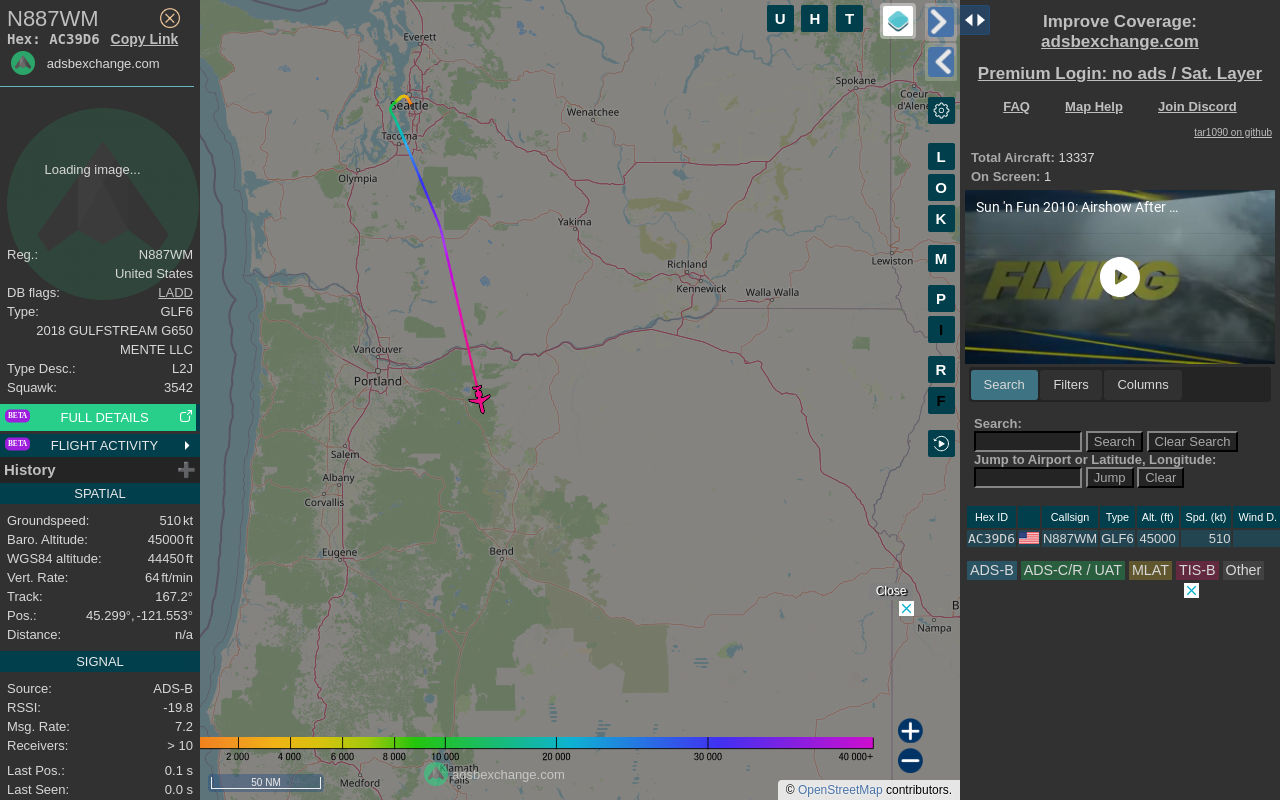 N887WM
Hex: AC39D6 Copy Link
adsbexchange.com
Loading image...
Reg.: N887WM
United States
DB flags: LADD
Type: GLF6
2018 GULFSTREAM G650
MENTE LLC
Type Desc.: L2J
Squawk: 3542
BETA FULL DETAILS
BETA FLIGHT ACTIVITY
History
SPATIAL
Groundspeed: 510 kt
Baro. Altitude: 45000 ft
WGS84 altitude: 44450 ft
Vert. Rate: 64 ft/min
Track: 167.2°
Pos.: 45.299°, -121.553°
Distance: n/a
SIGNAL
Source: ADS-B
RSSI: -19.8
Msg. Rate: 7.2
Receivers: > 10
Last Pos.: 0.1 s
Last Seen: 0.0 s
U H T
Everett
Spokane
Coeur
d'Alene
Seattle
Wenatchee
Tacoma
Olympia
Yakima
Lewiston
Richland
Kennewick
Walla Walla
Vancouver
Portland
Salem
Albany
Corvallis
Eugene
Bend
Nampa
B
Medford
Klamath
Falls
L
O
K
M
P
I
R
F
Close
2 000 4 000 6 000 8 000 10 000 20 000 30 000 40 000+
adsbexchange.com
50 NM
© OpenStreetMap contributors.
Improve Coverage:
adsbexchange.com
Premium Login: no ads / Sat. Layer
FAQ Map Help Join Discord
tar1090 on github
Total Aircraft: 13337
On Screen: 1
Sun 'n Fun 2010: Airshow After ...
FLYING
Search Filters Columns
Search:
Search Clear Search
Jump to Airport or Latitude, Longitude:
Jump Clear
Hex ID Callsign Type Alt. (ft) Spd. (kt) Wind D.
AC39D6 N887WM GLF6 45000 510
ADS-B ADS-C/R / UAT MLAT TIS-B Other